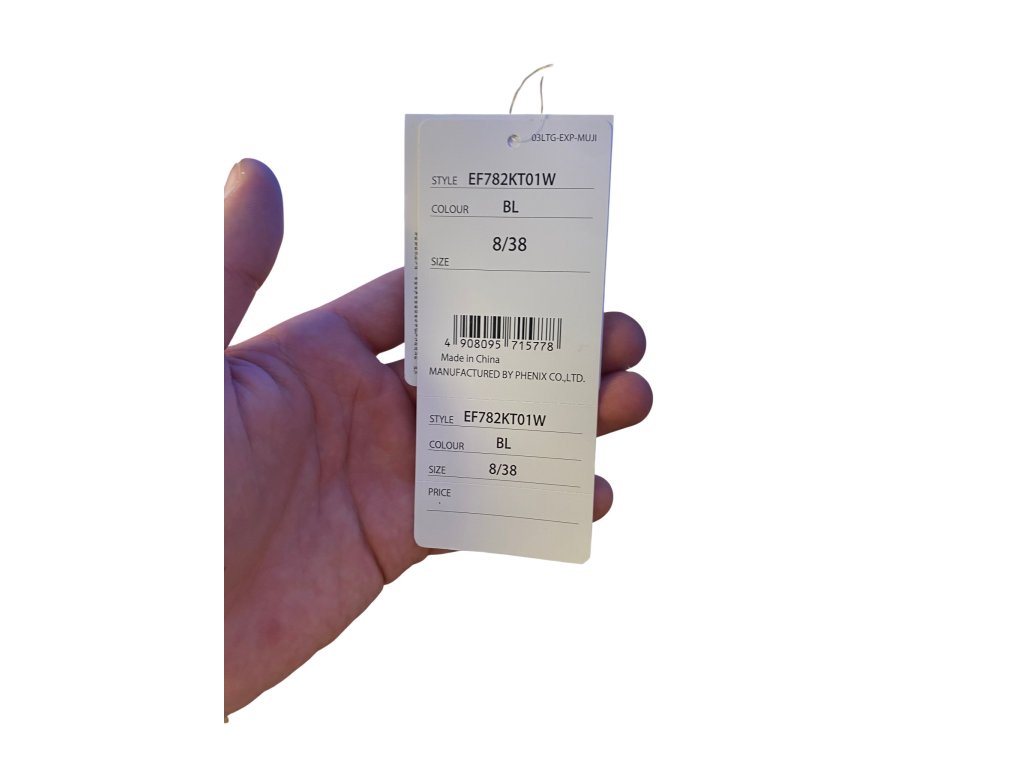 03LTG-EXP-MUJI
STYLE EF782KT01W
COLOUR BL
8/38
SIZE
4 908095 715778
Made in China
MANUFACTURED BY PHENIX CO.,LTD.
STYLE EF782KT01W
COLOUR BL
SIZE 8/38
PRICE